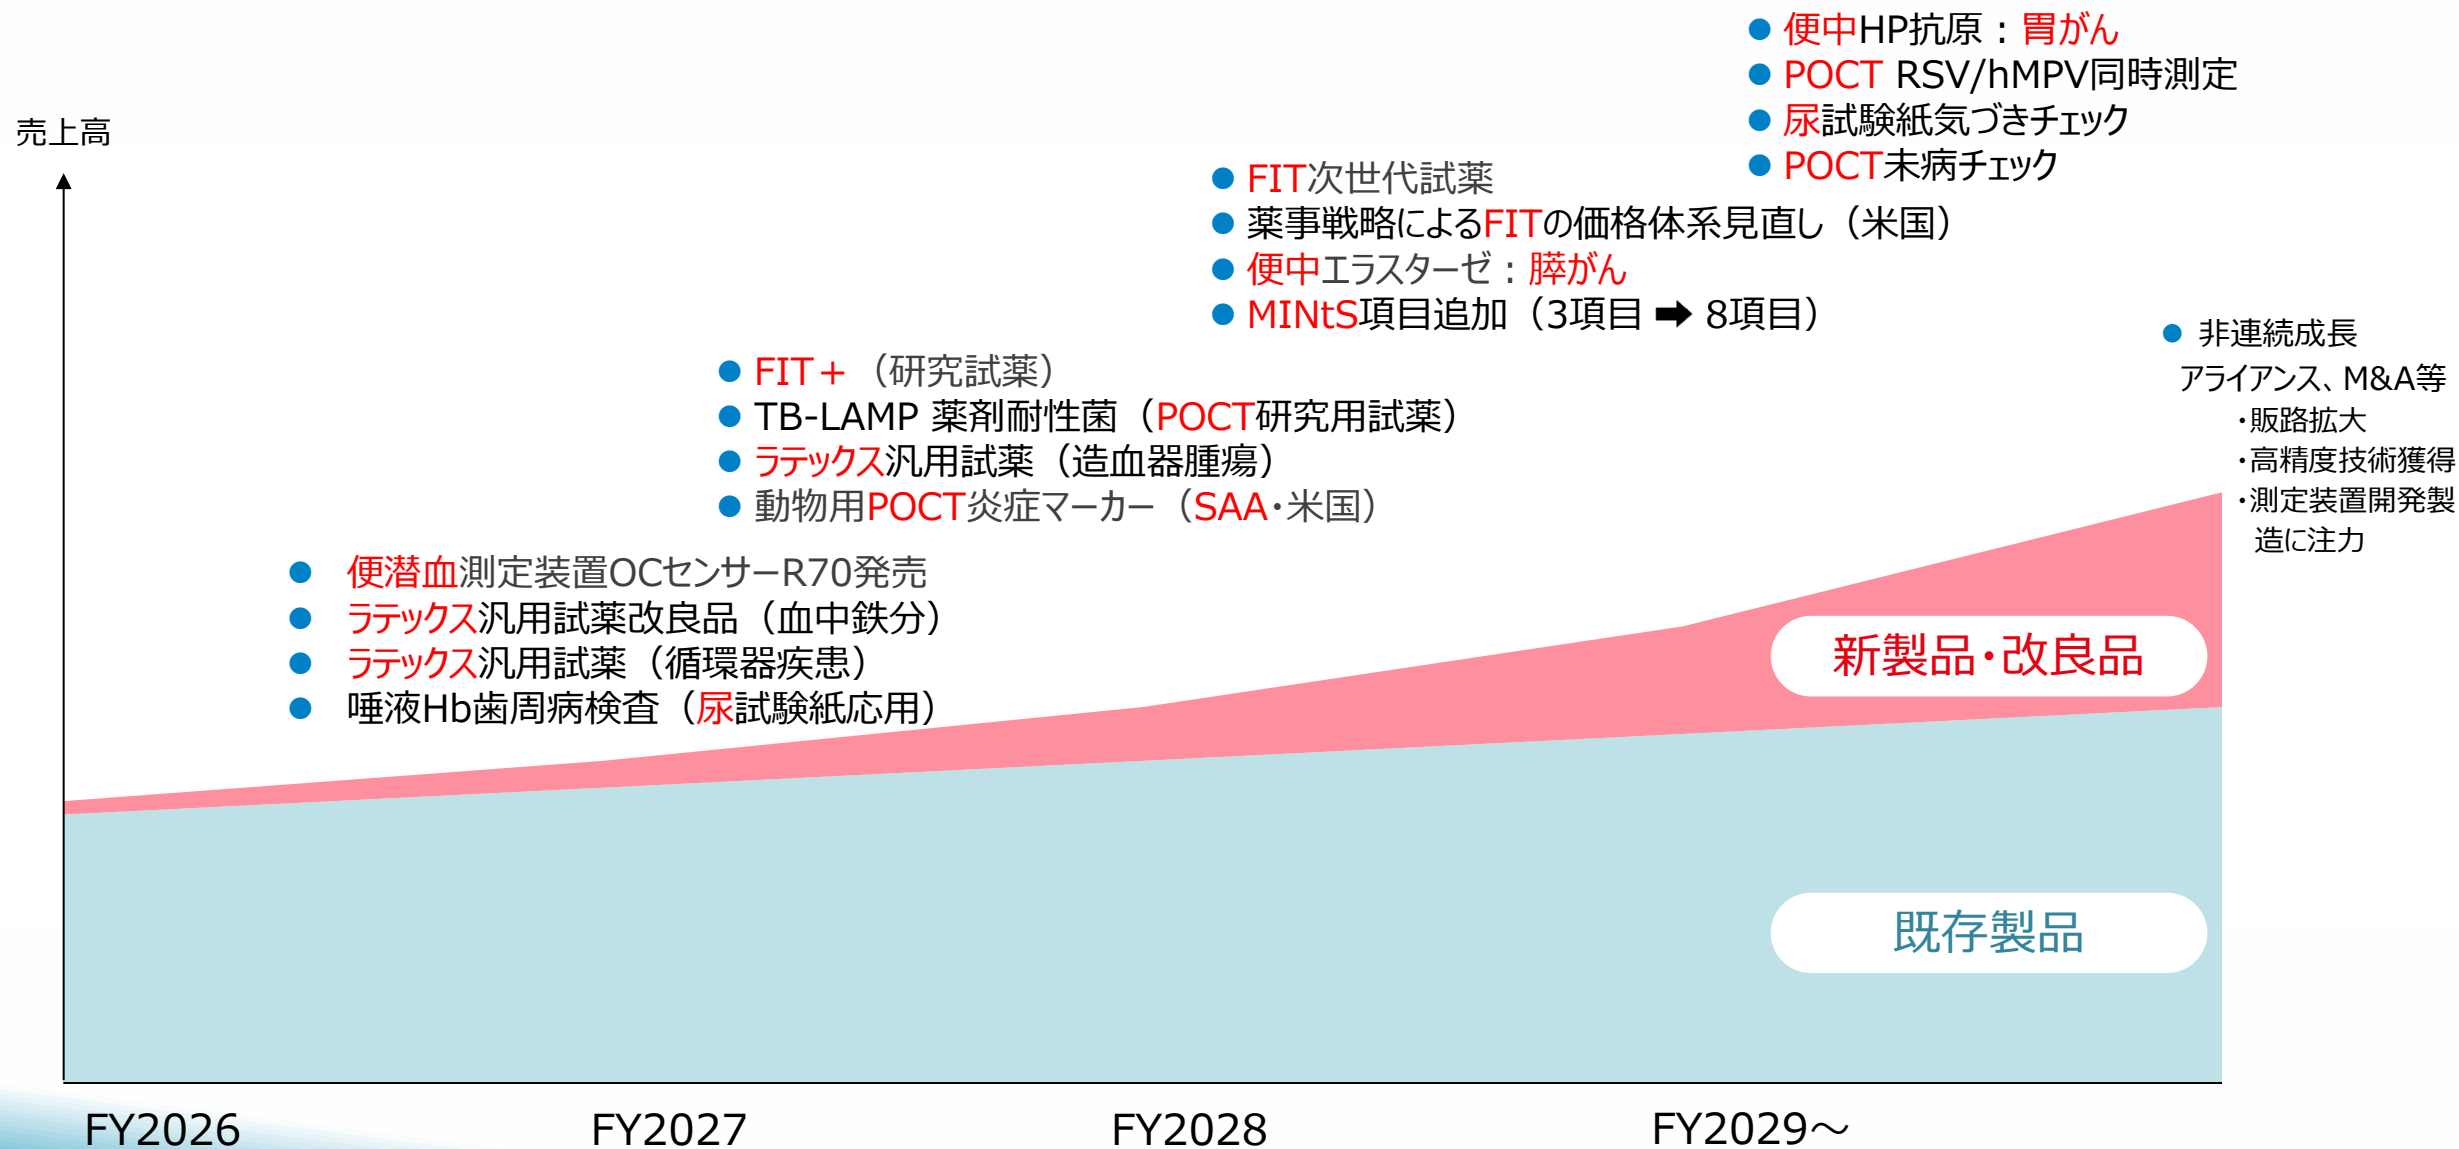 売上高
● 便中HP抗原：胃がん
● POCT RSV/hMPV同時測定
● 尿試験紙気づきチェック
● POCT未病チェック
● FIT次世代試薬
● 薬事戦略によるFITの価格体系見直し（米国）
● 便中エラスターゼ：膵がん
● MINtS項目追加（3項目 ➡ 8項目）
● FIT＋（研究試薬）
● TB-LAMP 薬剤耐性菌（POCT研究用試薬）
● ラテックス汎用試薬（造血器腫瘍）
● 動物用POCT炎症マーカー（SAA・米国）
● 便潜血測定装置OCセンサーR70発売
● ラテックス汎用試薬改良品（血中鉄分）
● ラテックス汎用試薬（循環器疾患）
● 唾液Hb歯周病検査（尿試験紙応用）
● 非連続成長
アライアンス、M&A等
・販路拡大
・高精度技術獲得
・測定装置開発製
造に注力
新製品・改良品
既存製品
FY2026
FY2027
FY2028
FY2029～